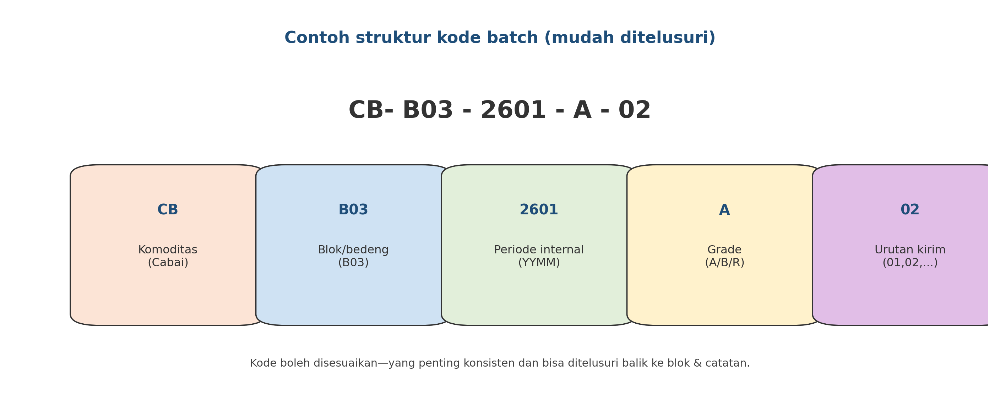 Contoh struktur kode batch (mudah ditelusuri)
CB- B03 - 2601 - A - 02
CB
Komoditas
(Cabai)
B03
Blok/bedeng
(B03)
2601
Periode internal
(YYMM)
A
Grade
(A/B/R)
02
Urutan kirim
(01,02,...)
Kode boleh disesuaikan—yang penting konsisten dan bisa ditelusuri balik ke blok & catatan.